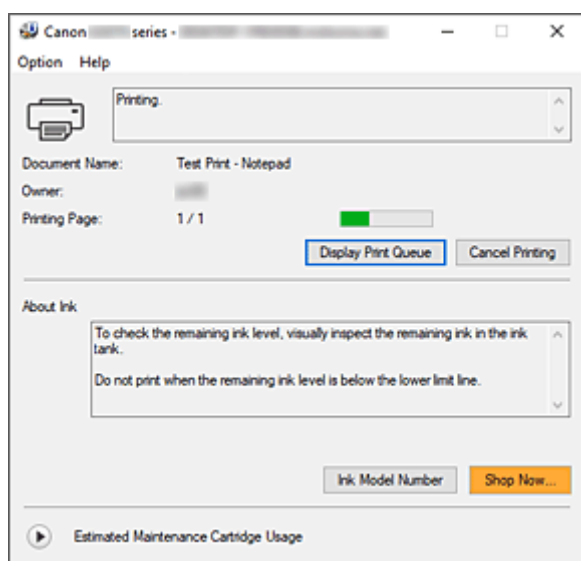 Canon series -
Option Help
Printing.
Document Name: Test Print - Notepad
Owner:
Printing Page: 1 / 1
Display Print Queue Cancel Printing
About Ink
To check the remaining ink level, visually inspect the remaining ink in the ink
tank.
Do not print when the remaining ink level is below the lower limit line.
Ink Model Number Shop Now...
Estimated Maintenance Cartridge Usage